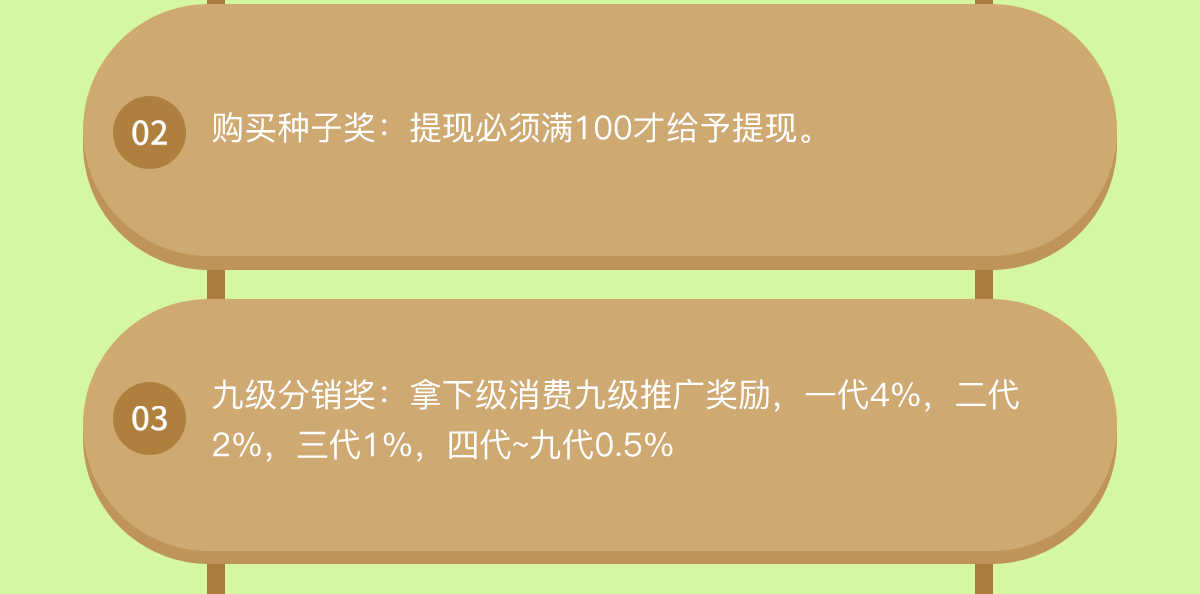 02
购买种子奖：提现必须满100才给予提现。
03
九级分销奖：拿下级消费九级推广奖励，一代4%，二代
2%，三代1%，四代~九代0.5%